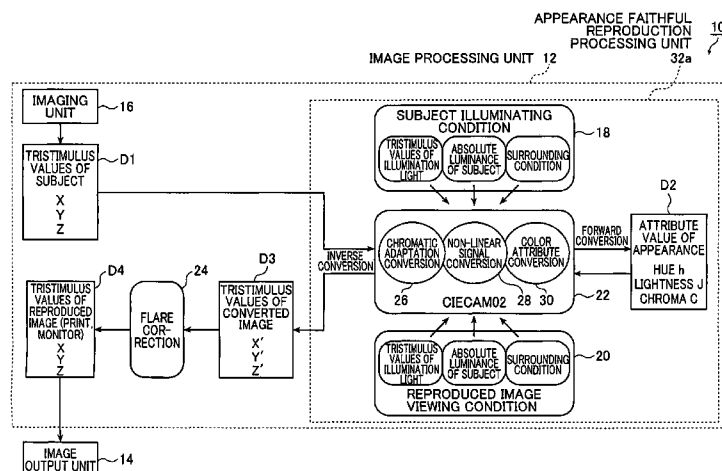 APPEARANCE FAITHFUL
REPRODUCTION
PROCESSING UNIT
10
IMAGE PROCESSING UNIT 12
32a
IMAGING
UNIT
16
SUBJECT ILLUMINATING
CONDITION
18
D1
TRISTIMULUS
VALUES OF
SUBJECT
X
Y
Z
TRISTIMULUS
VALUES OF
ILLUMINATION
LIGHT
ABSOLUTE
LUMINANCE
OF SUBJECT
SURROUNDING
CONDITION
D2
ATTRIBUTE
VALUE OF
APPEARANCE
HUE h
LIGHTNESS J
CHROMA C
FORWARD
CONVERSION
INVERSE
CONVERSION
CHROMATIC
ADAPTATION
CONVERSION
NON-LINEAR
SIGNAL
CONVERSION
COLOR
ATTRIBUTE
CONVERSION
26
CIECAM02
28
30
22
D4
TRISTIMULUS
VALUES OF
REPRODUCED
IMAGE (PRINT,
MONITOR)
X
Y
Z
24
FLARE
COR-
RECTION
D3
TRISTIMULUS
VALUES OF
CONVERTED
IMAGE
X'
Y'
Z'
TRISTIMULUS
VALUES OF
ILLUMINATION
LIGHT
ABSOLUTE
LUMINANCE
OF SUBJECT
SURROUNDING
CONDITION
20
REPRODUCED IMAGE
VIEWING CONDITION
IMAGE
OUTPUT UNIT
14